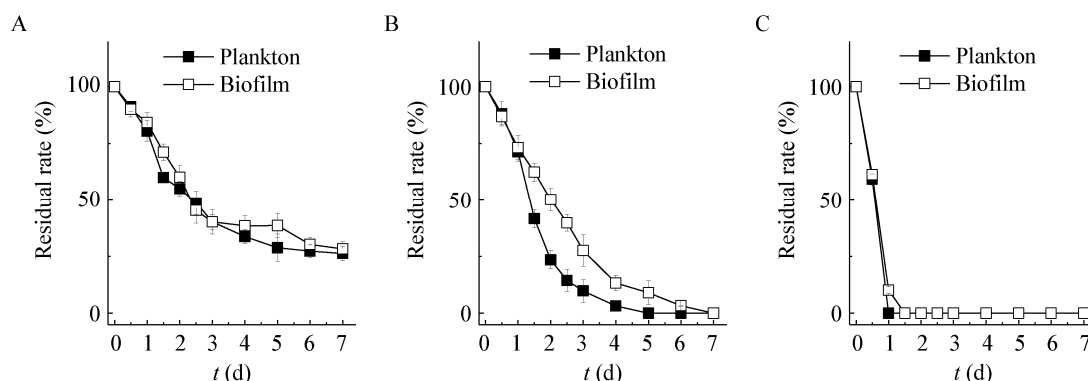 A
Plankton
Biofilm
Residual rate (%)
100
50
0
0 1 2 3 4 5 6 7
t (d)
B
Plankton
Biofilm
Residual rate (%)
100
50
0
0 1 2 3 4 5 6 7
t (d)
C
Plankton
Biofilm
Residual rate (%)
100
50
0
0 1 2 3 4 5 6 7
t (d)